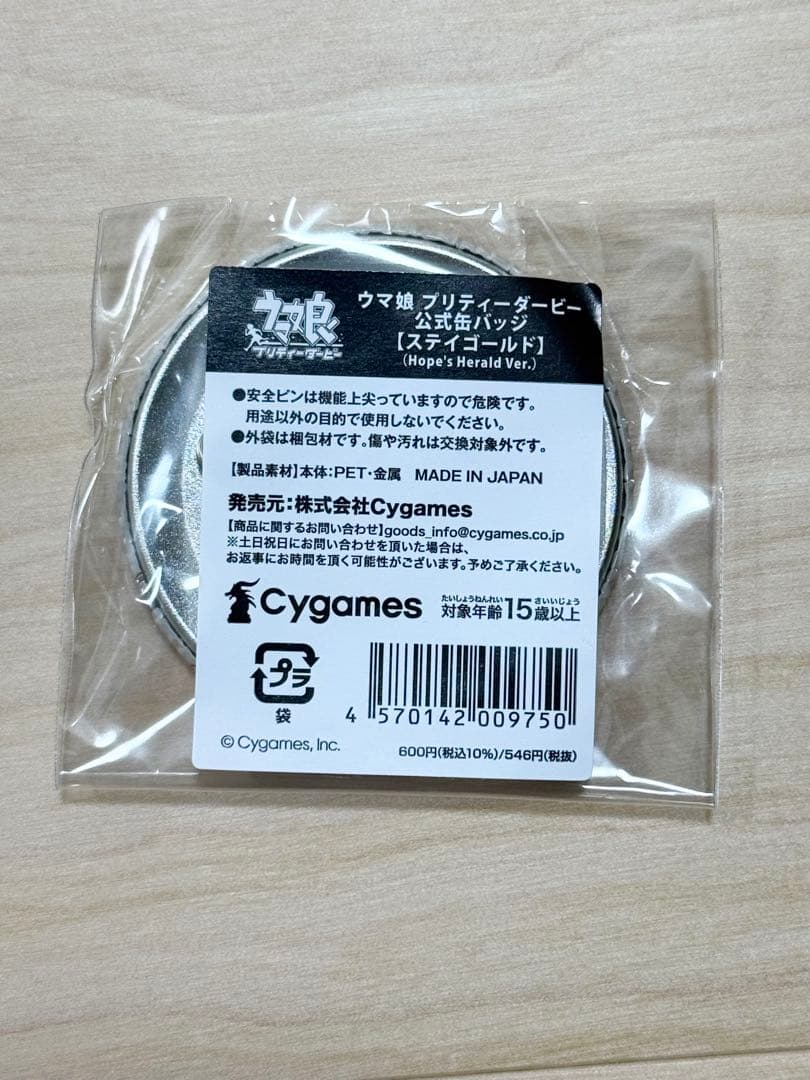 ウマ娘
プリティーダービー
ウマ娘 プリティーダービー
公式缶バッジ
【ステイゴールド】
(Hope's Herald Ver.)
●安全ピンは機能上尖っていますので危険です。
用途以外の目的で使用しないでください。
●外袋は梱包材です。傷や汚れは交換対象外です。
【製品素材】本体：PET・金属 MADE IN JAPAN
発売元：株式会社Cygames
【商品に関するお問い合わせ】goods_info@cygames.co.jp
※土日祝日にお問い合わせを頂いた場合は、
お返事にお時間を頂く可能性がございます。予めご了承ください。
Cygames
たいしょうねんれい さいいじょう
対象年齢15歳以上
プラ
袋
4 570142 009750
© Cygames, Inc.
600円(税込10%)/546円(税抜)